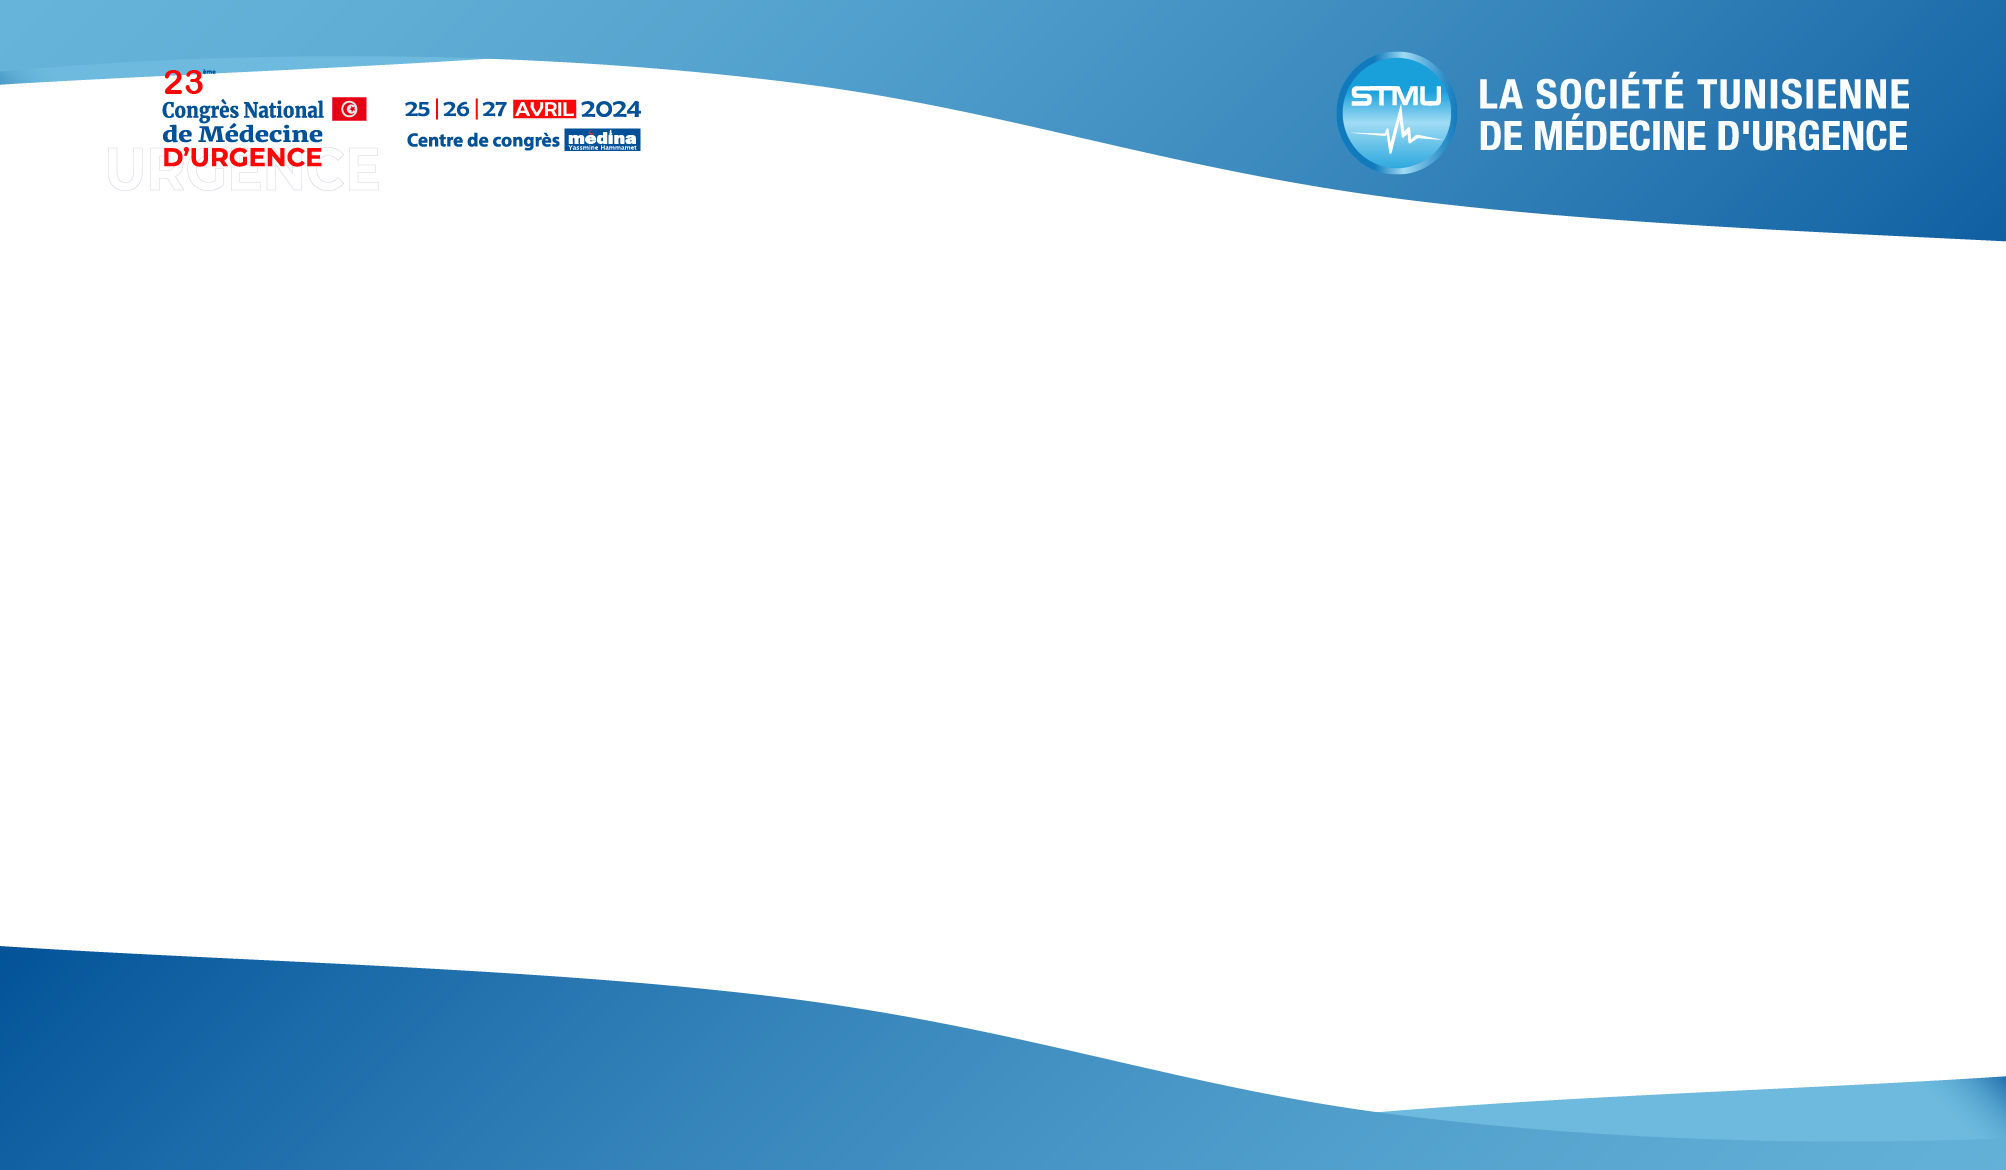 23ème
Congrès National
de Médecine
D'URGENCE
URGENCE
25 | 26 | 27 AVRIL 2024
Centre de congrès médina
Yassmine Hammamet
STMU
LA SOCIÉTÉ TUNISIENNE
DE MÉDECINE D'URGENCE